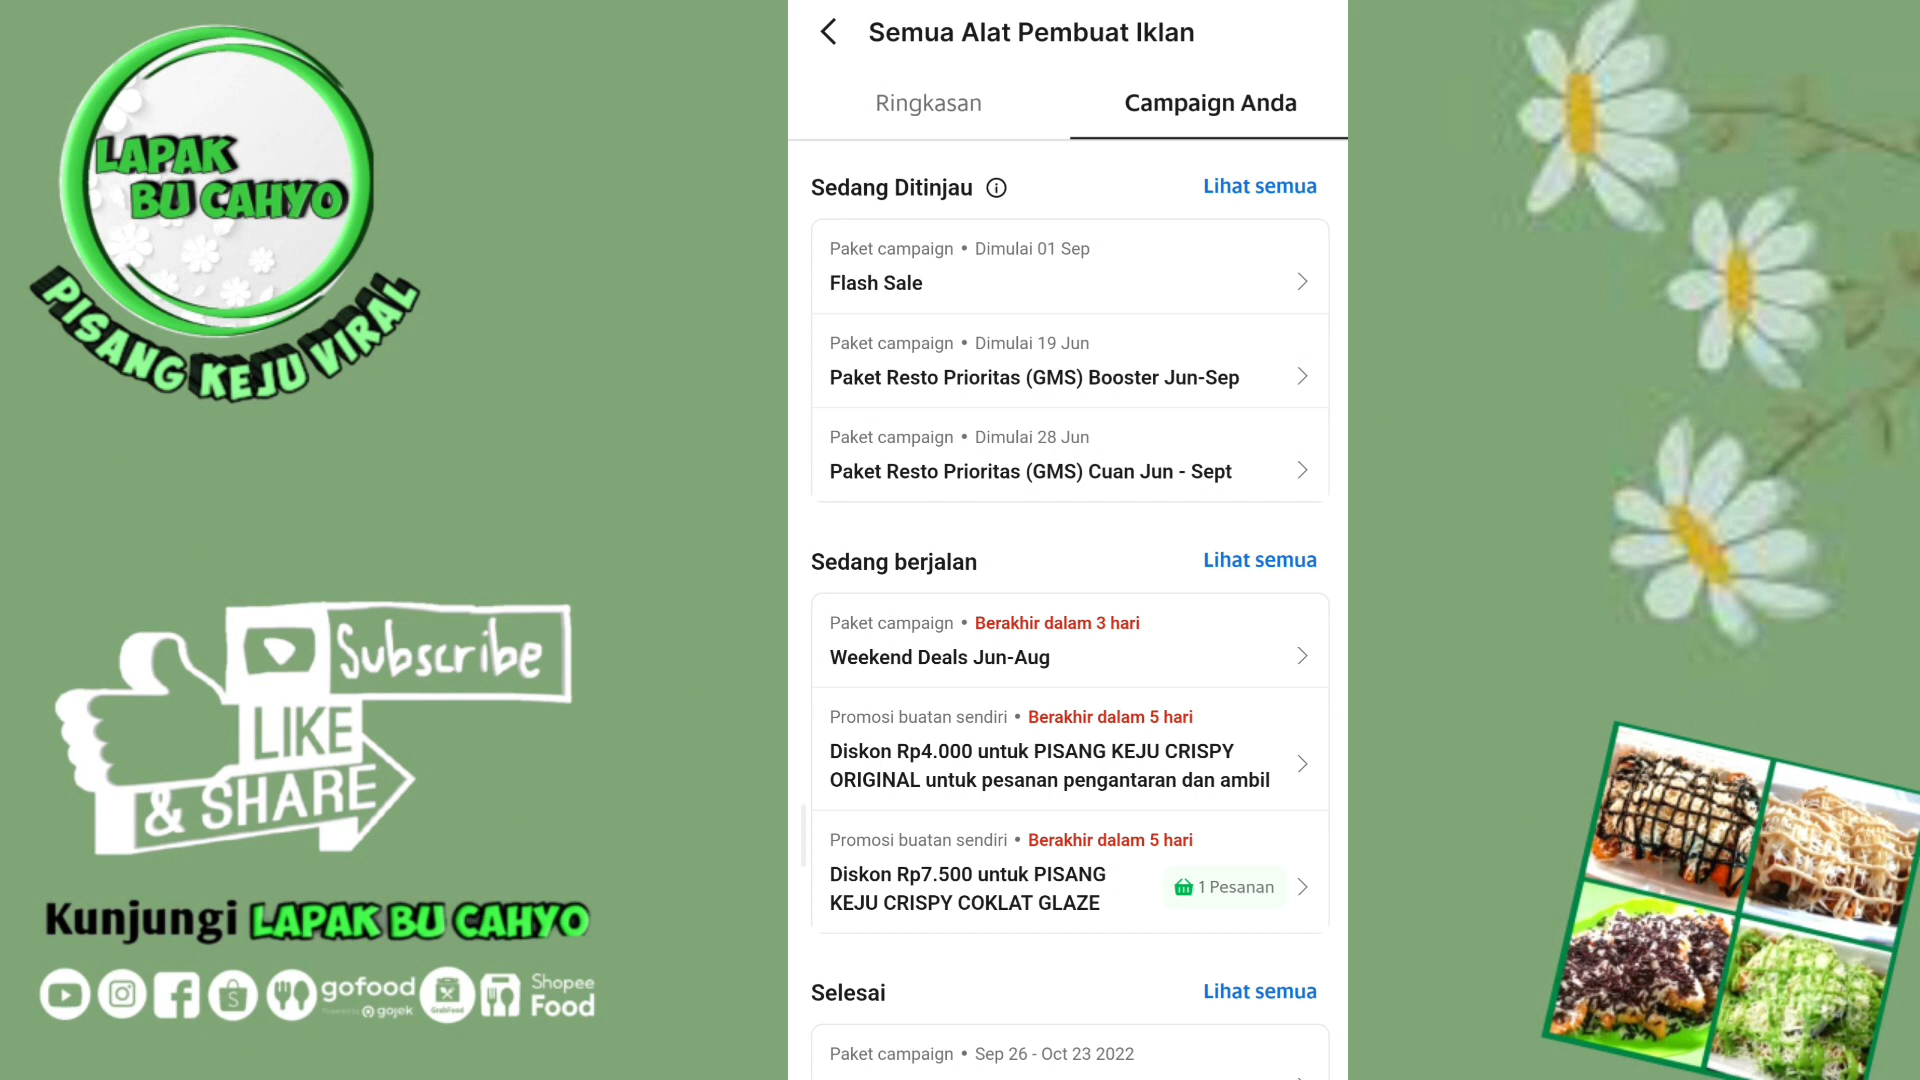 LAPAK
BU CAHYO
PISANG KEJU VIRAL
Subscribe
LIKE
& SHARE
Kunjungi LAPAK BU CAHYO
gofood
gojek
GrabFood
Shopee
Food
Semua Alat Pembuat Iklan
Ringkasan
Campaign Anda
Sedang Ditinjau
Lihat semua
Paket campaign • Dimulai 01 Sep
Flash Sale
Paket campaign • Dimulai 19 Jun
Paket Resto Prioritas (GMS) Booster Jun-Sep
Paket campaign • Dimulai 28 Jun
Paket Resto Prioritas (GMS) Cuan Jun - Sept
Sedang berjalan
Lihat semua
Paket campaign • Berakhir dalam 3 hari
Weekend Deals Jun-Aug
Promosi buatan sendiri • Berakhir dalam 5 hari
Diskon Rp4.000 untuk PISANG KEJU CRISPY
ORIGINAL untuk pesanan pengantaran dan ambil
Promosi buatan sendiri • Berakhir dalam 5 hari
Diskon Rp7.500 untuk PISANG
KEJU CRISPY COKLAT GLAZE
1 Pesanan
Selesai
Lihat semua
Paket campaign • Sep 26 - Oct 23 2022